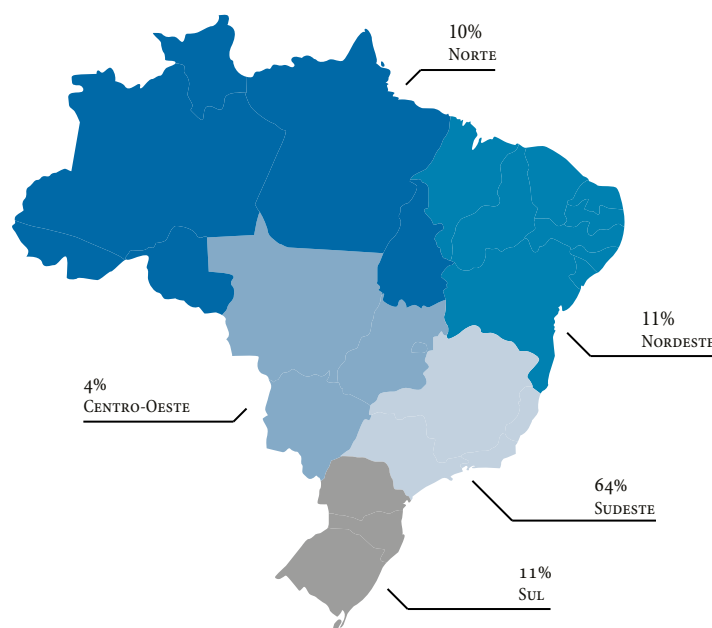 10%
Norte
11%
Nordeste
4%
Centro-Oeste
64%
Sudeste
11%
Sul